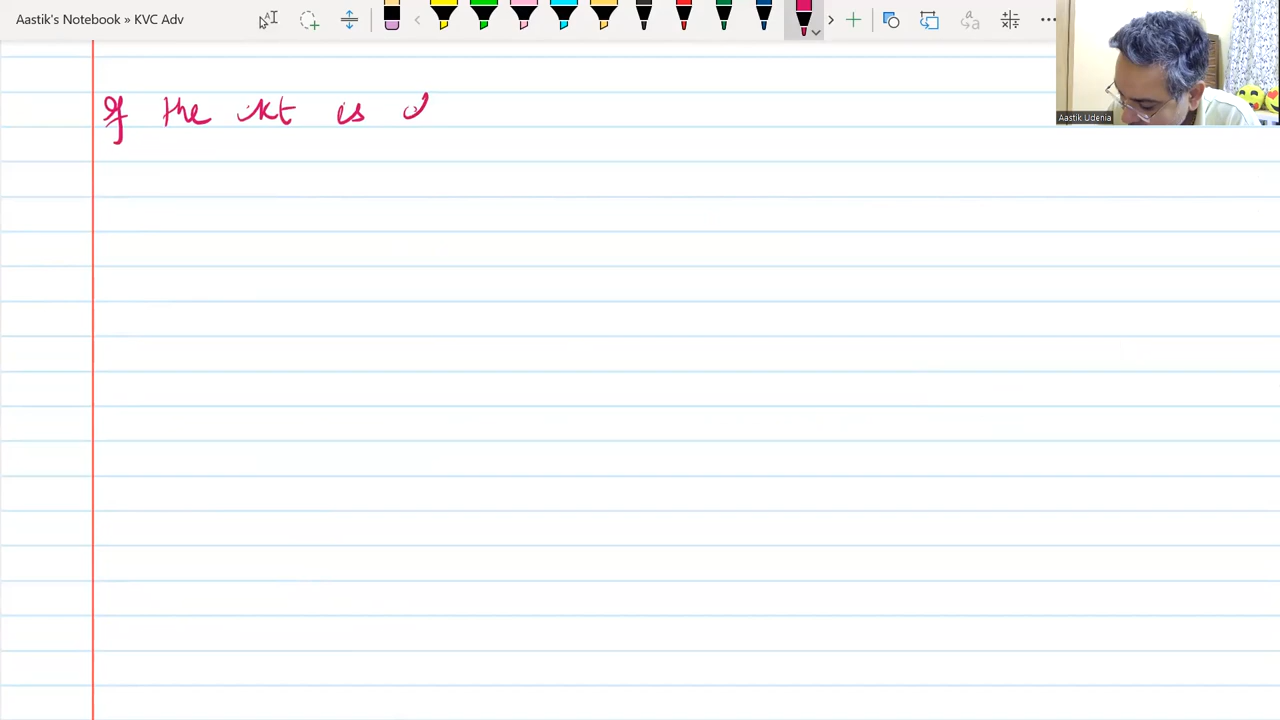 Aastik's Notebook » KVC Adv
If the ckt is
Aastik Udenia